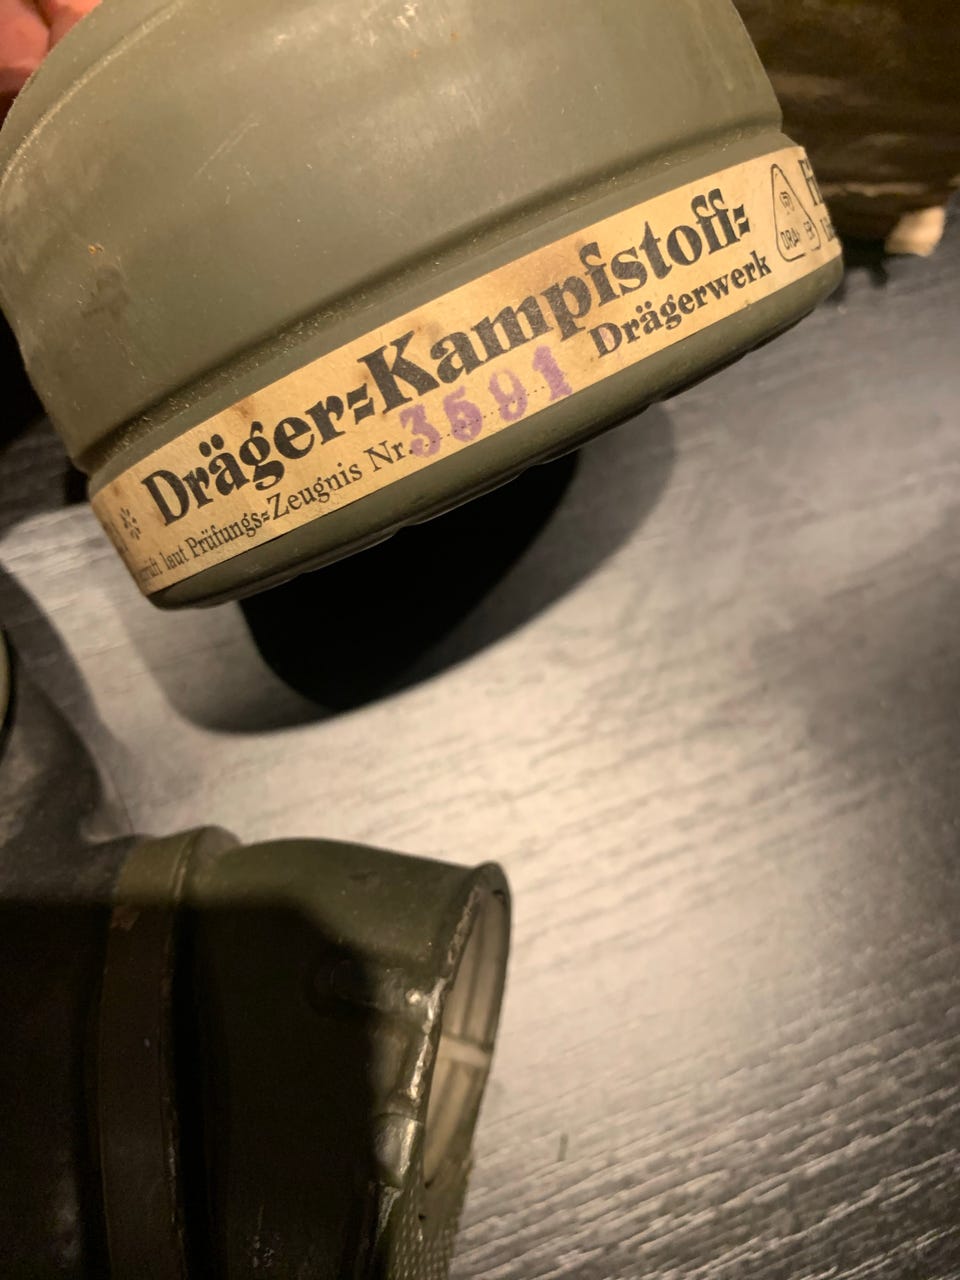 Dräger=Kampfstoff=
laut Prüfungs=Zeugnis Nr. 3591 Drägerwerk